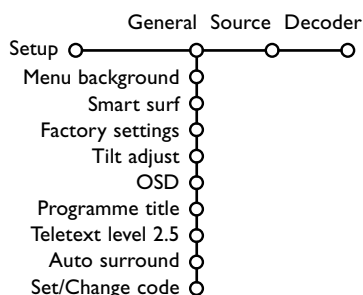 General Source Decoder
Setup
Menu background
Smart surf
Factory settings
Tilt adjust
OSD
Programme title
Teletext level 2.5
Auto surround
Set/Change code